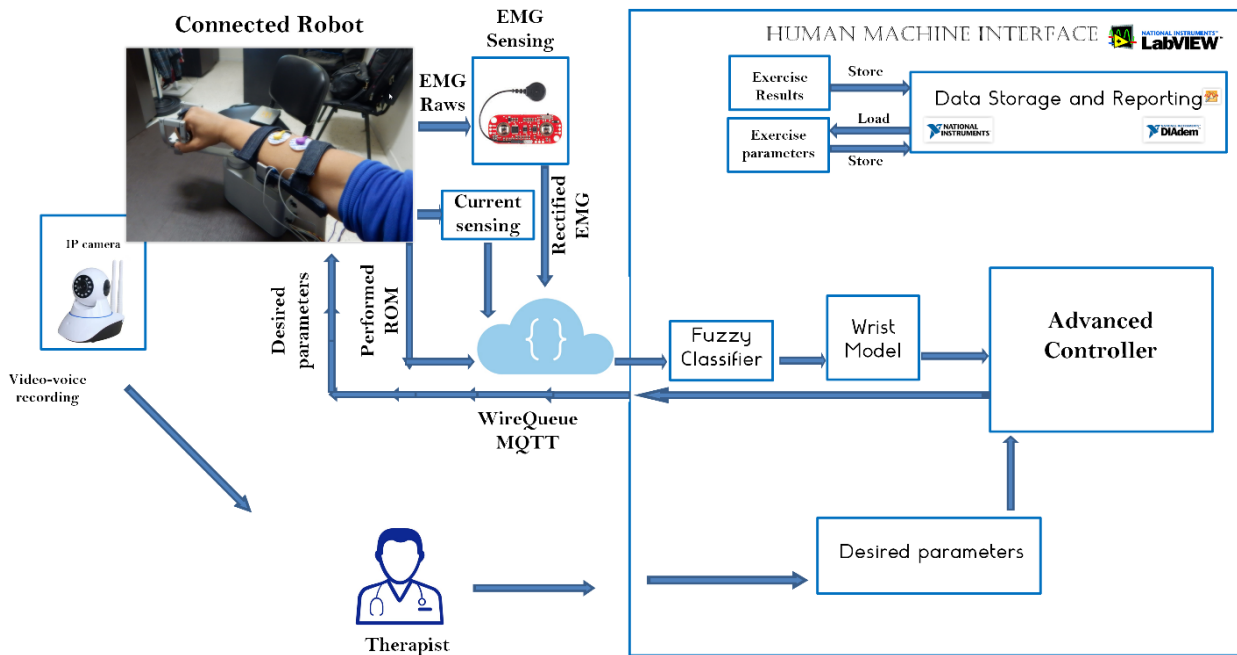 Connected Robot
EMG
Sensing
EMG
Raws
Current
sensing
Rectified
EMG
IP camera
Video-voice
recording
Desired
parameters
Performed
ROM
{ }
WireQueue
MQTT
Therapist
HUMAN MACHINE INTERFACE
NATIONAL INSTRUMENTS
LabVIEW™
Exercise
Results
Store
Exercise
parameters
Load
Store
Data Storage and Reporting
NATIONAL
INSTRUMENTS
DIAdem
Fuzzy
Classifier
Wrist
Model
Advanced
Controller
Desired parameters